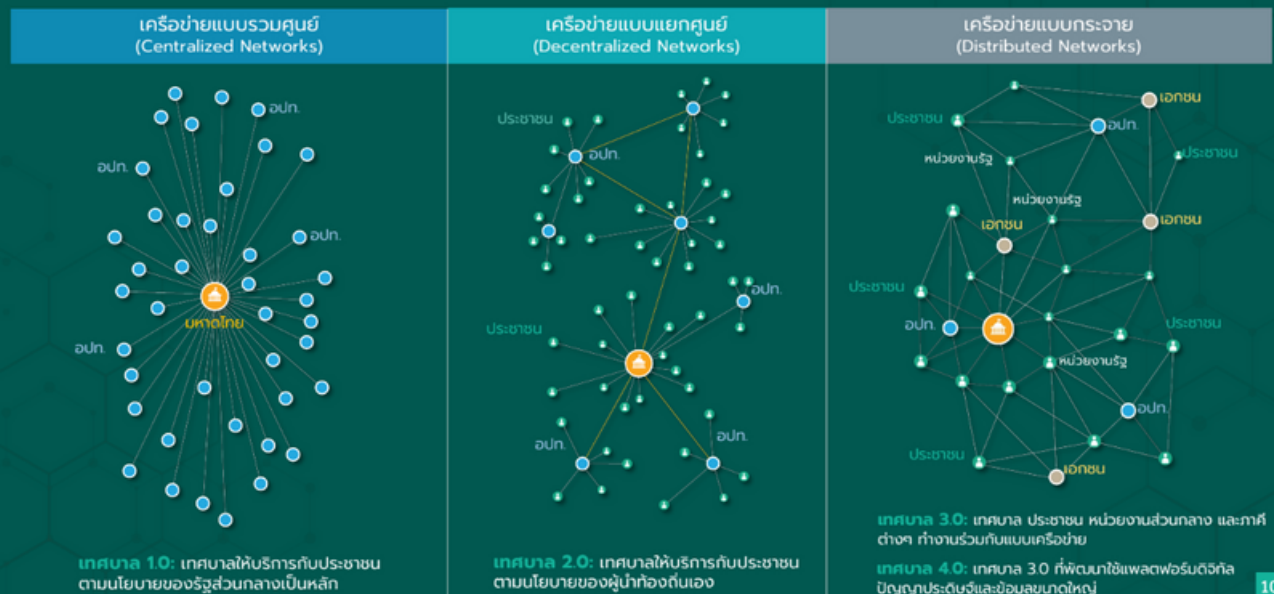 เครือข่ายแบบรวมศูนย์
(Centralized Networks)
อปท.
อปท.
อปท.
มหาดไทย
อปท.
เทศบาล 1.0: เทศบาลให้บริการกับประชาชน
ตามนโยบายของรัฐส่วนกลางเป็นหลัก
เครือข่ายแบบแยกศูนย์
(Decentralized Networks)
ประชาชน
อปท.
อปท.
ประชาชน
อปท.
อปท.
เทศบาล 2.0: เทศบาลให้บริการกับประชาชน
ตามนโยบายของผู้นำท้องถิ่นเอง
เครือข่ายแบบกระจาย
(Distributed Networks)
เอกชน
ประชาชน
อปท.
หน่วยงานรัฐ
ประชาชน
หน่วยงานรัฐ
เอกชน
เอกชน
ประชาชน
อปท.
ประชาชน
หน่วยงานรัฐ
อปท.
ประชาชน
เอกชน
เทศบาล 3.0: เทศบาล ประชาชน หน่วยงานส่วนกลาง และภาคี
ต่างๆ ทำงานร่วมกับแบบเครือข่าย
เทศบาล 4.0: เทศบาล 3.0 ที่พัฒนาใช้แพลตฟอร์มดิจิทัล
ปัญญาประดิษฐ์และข้อมูลขนาดใหญ่
10